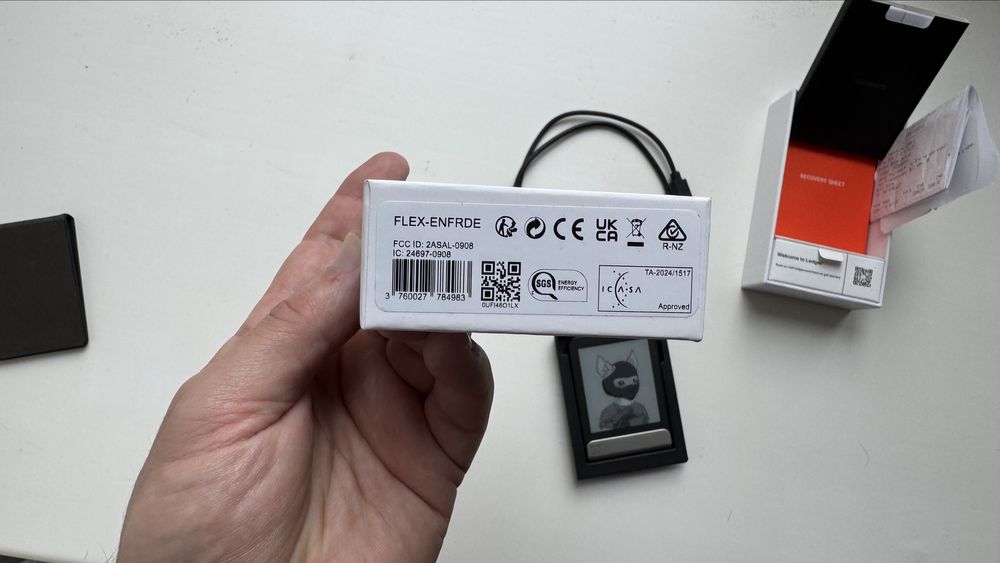 FLEX-ENFRDE
FCC ID: 2ASAL-0908
IC: 24697-0908
3 760027 784983
0UFI46O1LX
UK
CA
R-NZ
SGS
ENERGY
EFFICIENCY
TA-2024/1517
ICASA
Approved
RECOVERY SHEET
Welcome to Ledger